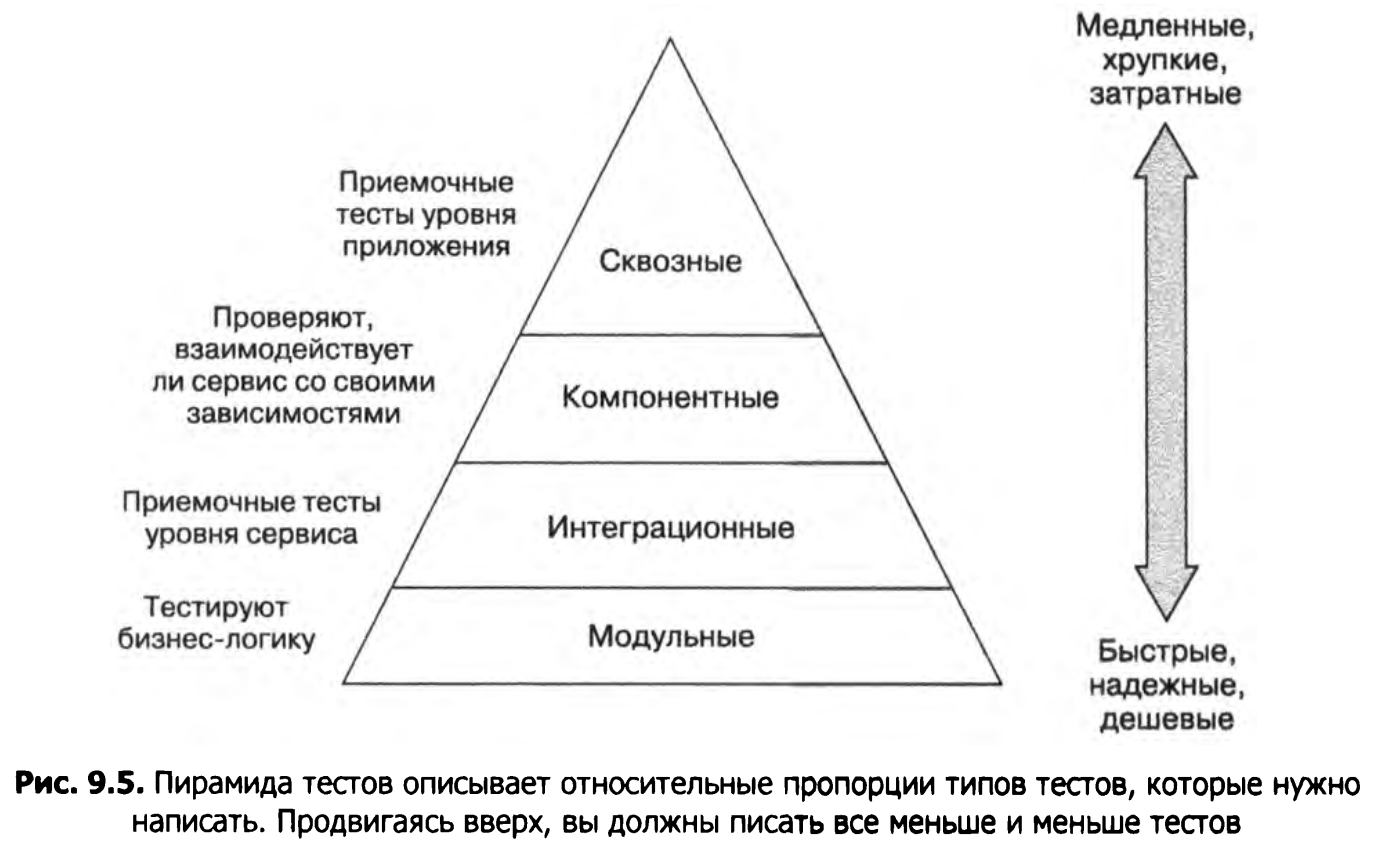 Медленные,
хрупкие,
затратные
Приемочные
тесты уровня
приложения
Сквозные
Проверяют,
взаимодействует
ли сервис со своими
зависимостями
Компонентные
Приемочные тесты
уровня сервиса
Интеграционные
Тестируют
бизнес-логику
Модульные
Быстрые,
надежные,
дешевые
Рис. 9.5. Пирамида тестов описывает относительные пропорции типов тестов, которые нужно
написать. Продвигаясь вверх, вы должны писать все меньше и меньше тестов